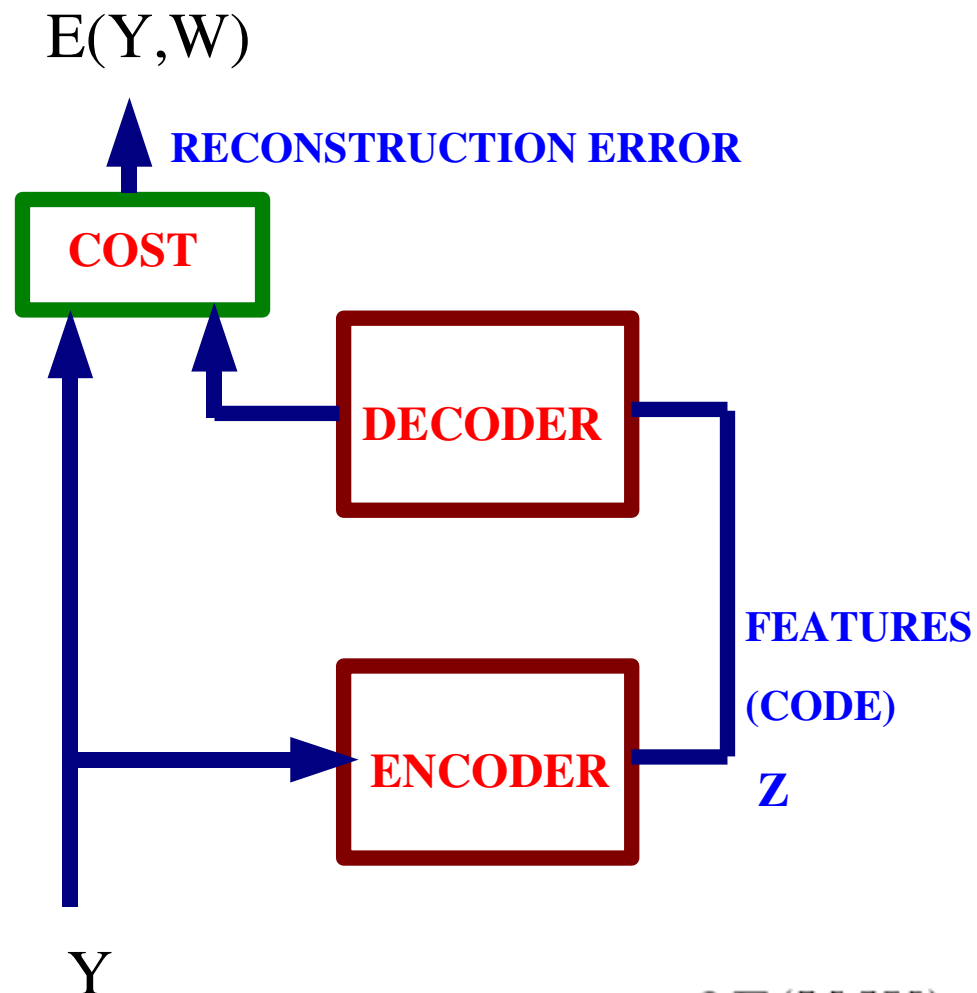 E(Y,W)
RECONSTRUCTION ERROR
COST
DECODER
FEATURES
(CODE)
ENCODER
Z
Y